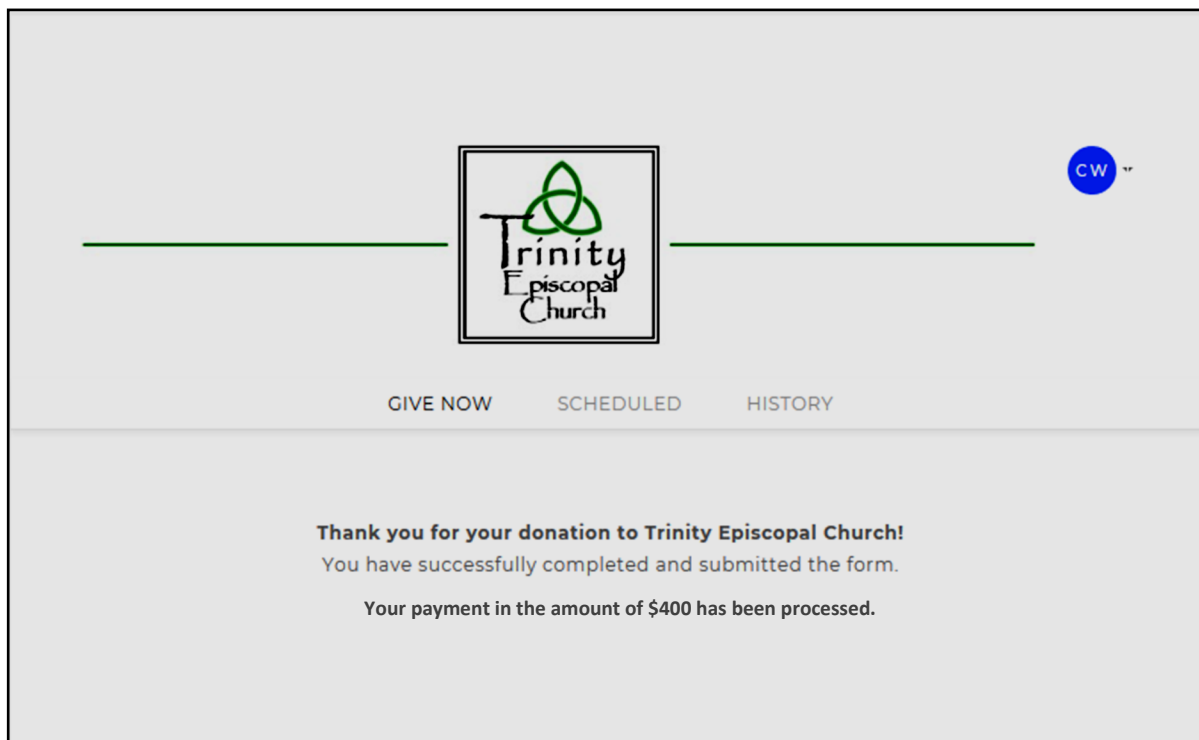 CW
Trinity
Episcopal
Church
GIVE NOW SCHEDULED HISTORY
Thank you for your donation to Trinity Episcopal Church!
You have successfully completed and submitted the form.
Your payment in the amount of $400 has been processed.